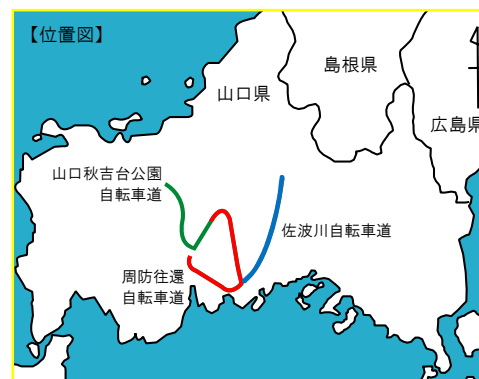 【位置図】
島根県
山口県
広島県
山口秋吉台公園
自転車道
佐波川自転車道
周防往還
自転車道